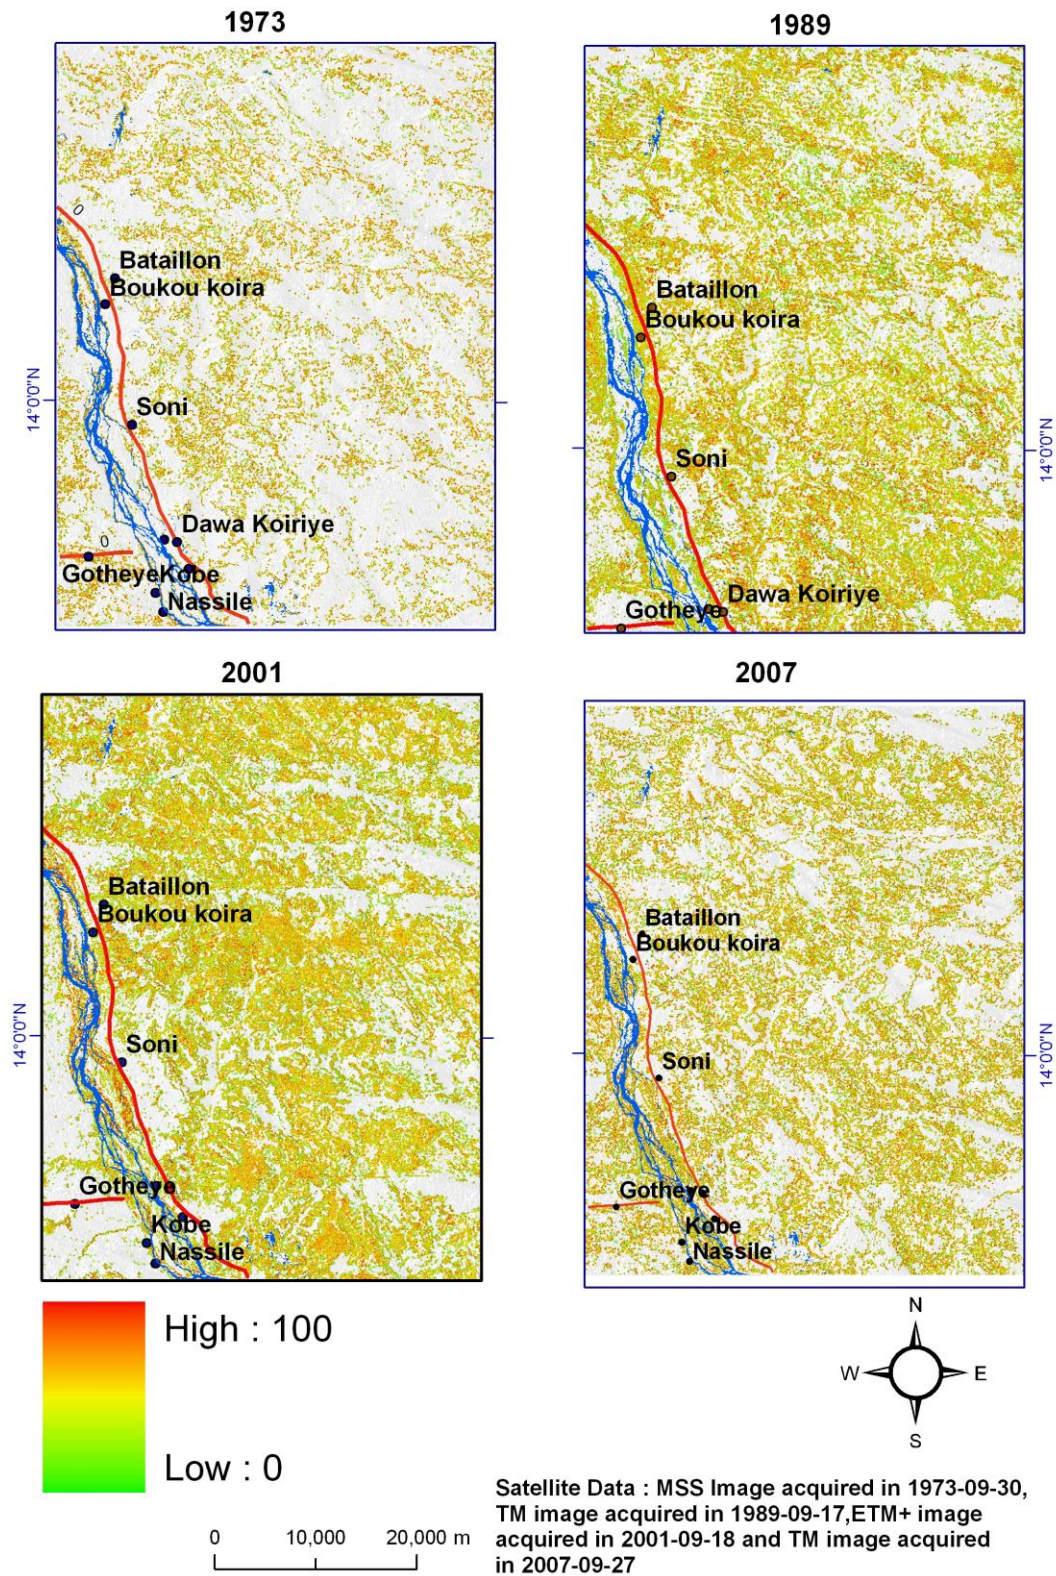 1973
1989
0
Bataillon
Boukou koira
14°0'0"N
Soni
Dawa Koiriye
0
GotheyeKobe
Nassile
Bataillon
Boukou koira
14°0'0"N
Soni
Dawa Koiriye
Gotheye
2001
2007
Bataillon
Boukou koira
14°0'0"N
Soni
Gotheye
Kobe
Nassile
Bataillon
Boukou koira
14°0'0"N
Soni
Gotheye
Kobe
Nassile
High : 100
Low : 0
N
W E
S
0 10,000 20,000 m
Satellite Data : MSS Image acquired in 1973-09-30,
TM image acquired in 1989-09-17,ETM+ image
acquired in 2001-09-18 and TM image acquired
in 2007-09-27